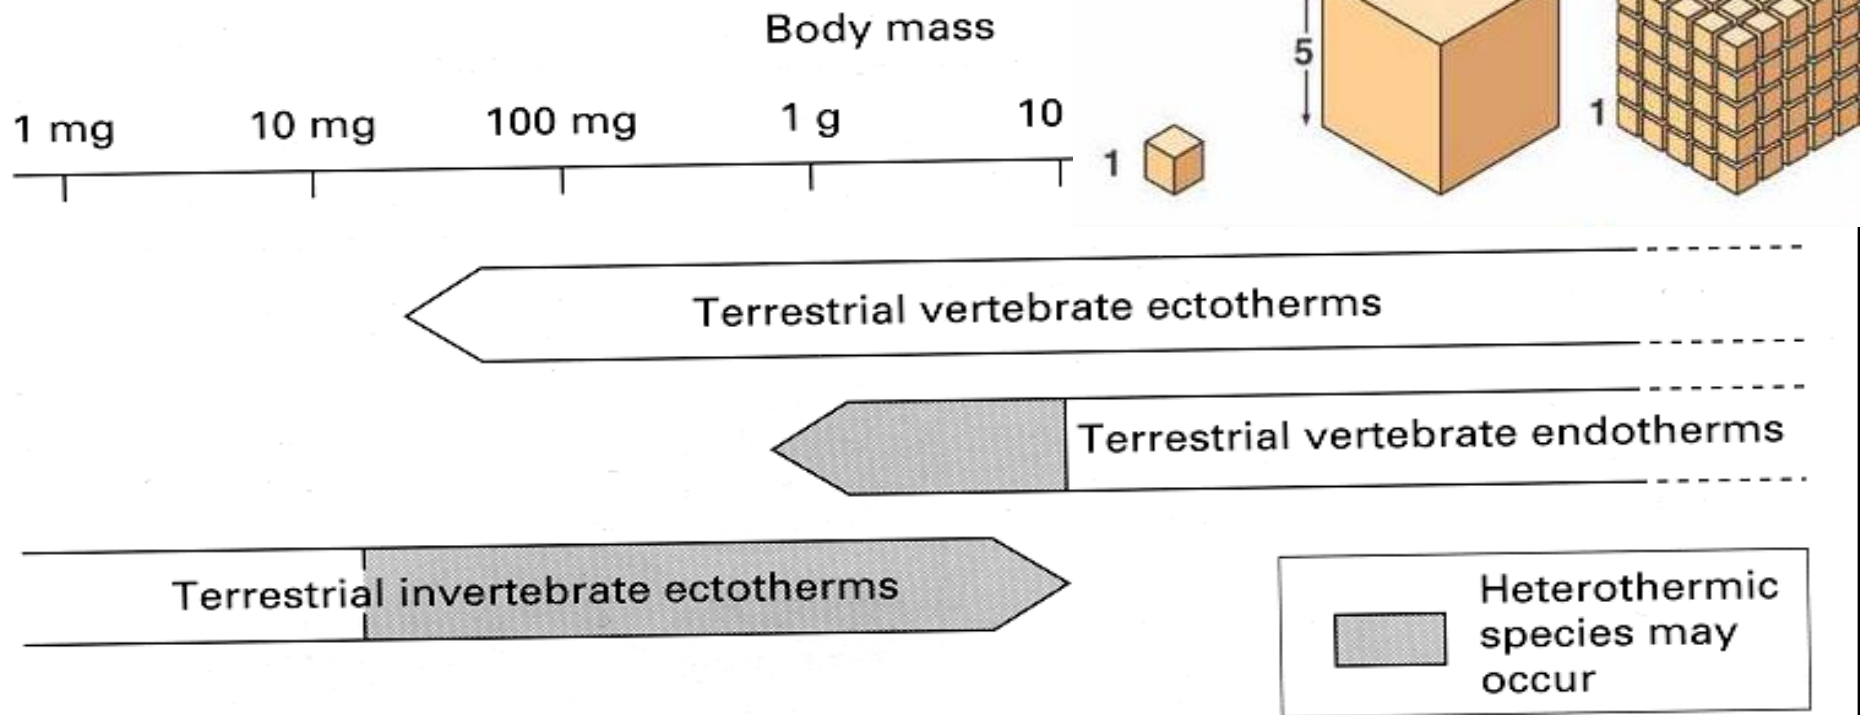 Body mass
1 mg 10 mg 100 mg 1 g 10
5
1
1
Terrestrial vertebrate ectotherms
Terrestrial vertebrate endotherms
Terrestrial invertebrate ectotherms
Heterothermic
species may
occur